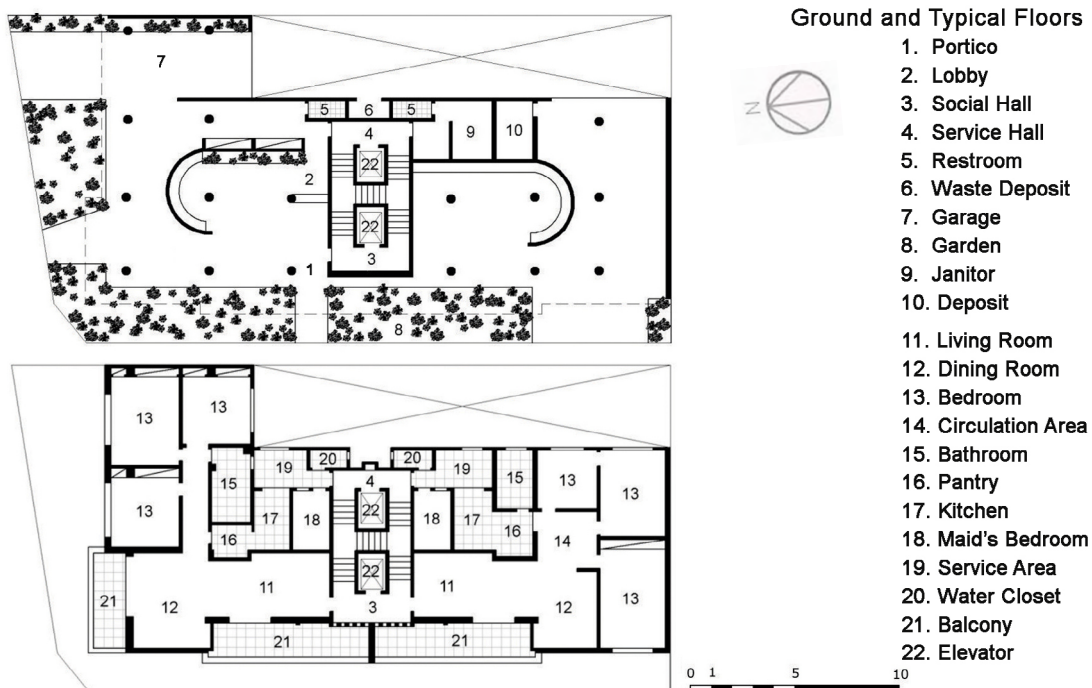 Ground and Typical Floors
1. Portico
2. Lobby
3. Social Hall
4. Service Hall
5. Restroom
6. Waste Deposit
7. Garage
8. Garden
9. Janitor
10. Deposit
11. Living Room
12. Dining Room
13. Bedroom
14. Circulation Area
15. Bathroom
16. Pantry
17. Kitchen
18. Maid's Bedroom
19. Service Area
20. Water Closet
21. Balcony
22. Elevator
N
7
5 6 5
4 9 10
22
2
22
3
1
8
13 13
20 20
19 19 15 13 13
4
15
13 22
17 18 18 17 16
16 14
22
11 11
21 12 3 12 13
21 21
0 1 5 10